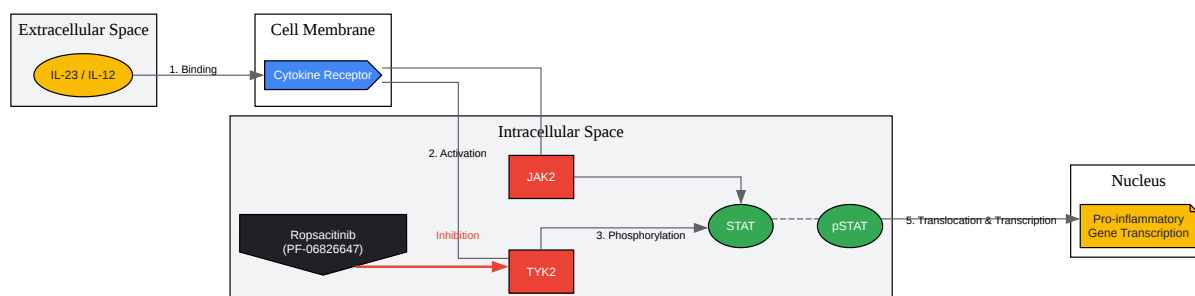 Extracellular Space
IL-23 / IL-12
1. Binding
Cell Membrane
Cytokine Receptor
Intracellular Space
2. Activation
JAK2
Ropsacitinib
(PF-06826647)
Inhibition
TYK2
3. Phosphorylation
STAT
pSTAT
5. Translocation & Transcription
Nucleus
Pro-inflammatory
Gene Transcription